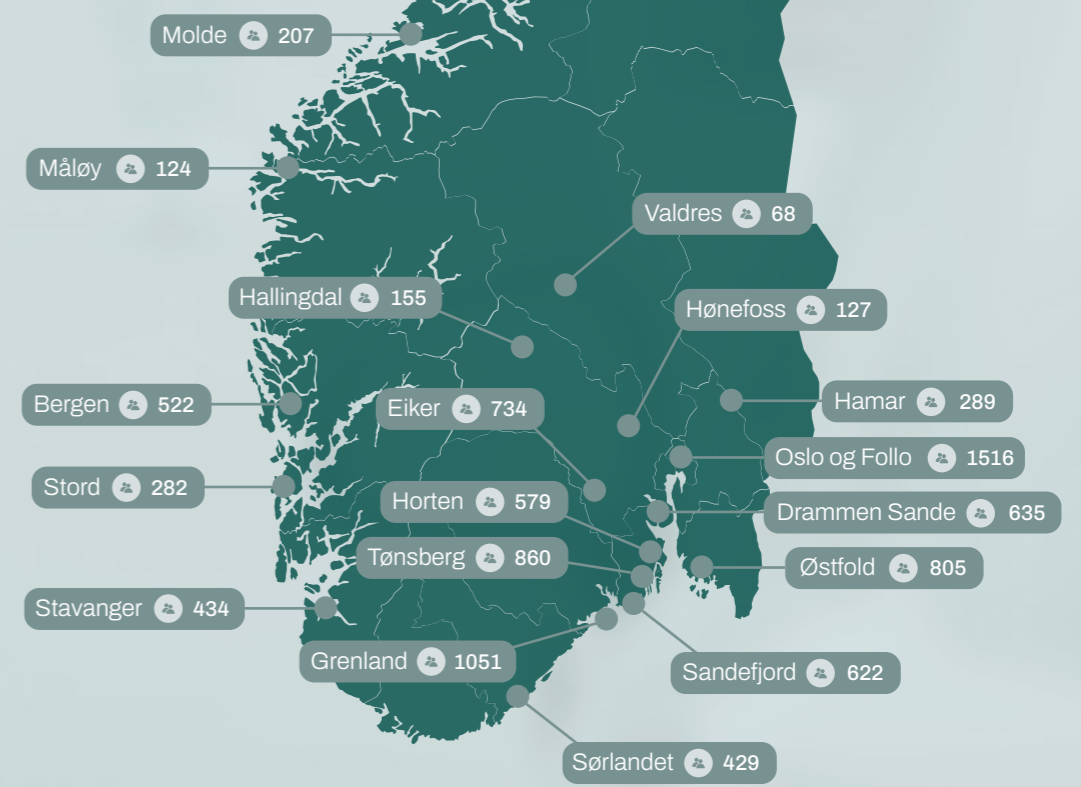 Molde 207
Måløy 124
Valdres 68
Hallingdal 155
Hønefoss 127
Bergen 522
Eiker 734
Hamar 289
Oslo og Follo 1516
Stord 282
Horten 579
Drammen Sande 635
Tønsberg 860
Østfold 805
Stavanger 434
Grenland 1051
Sandefjord 622
Sørlandet 429